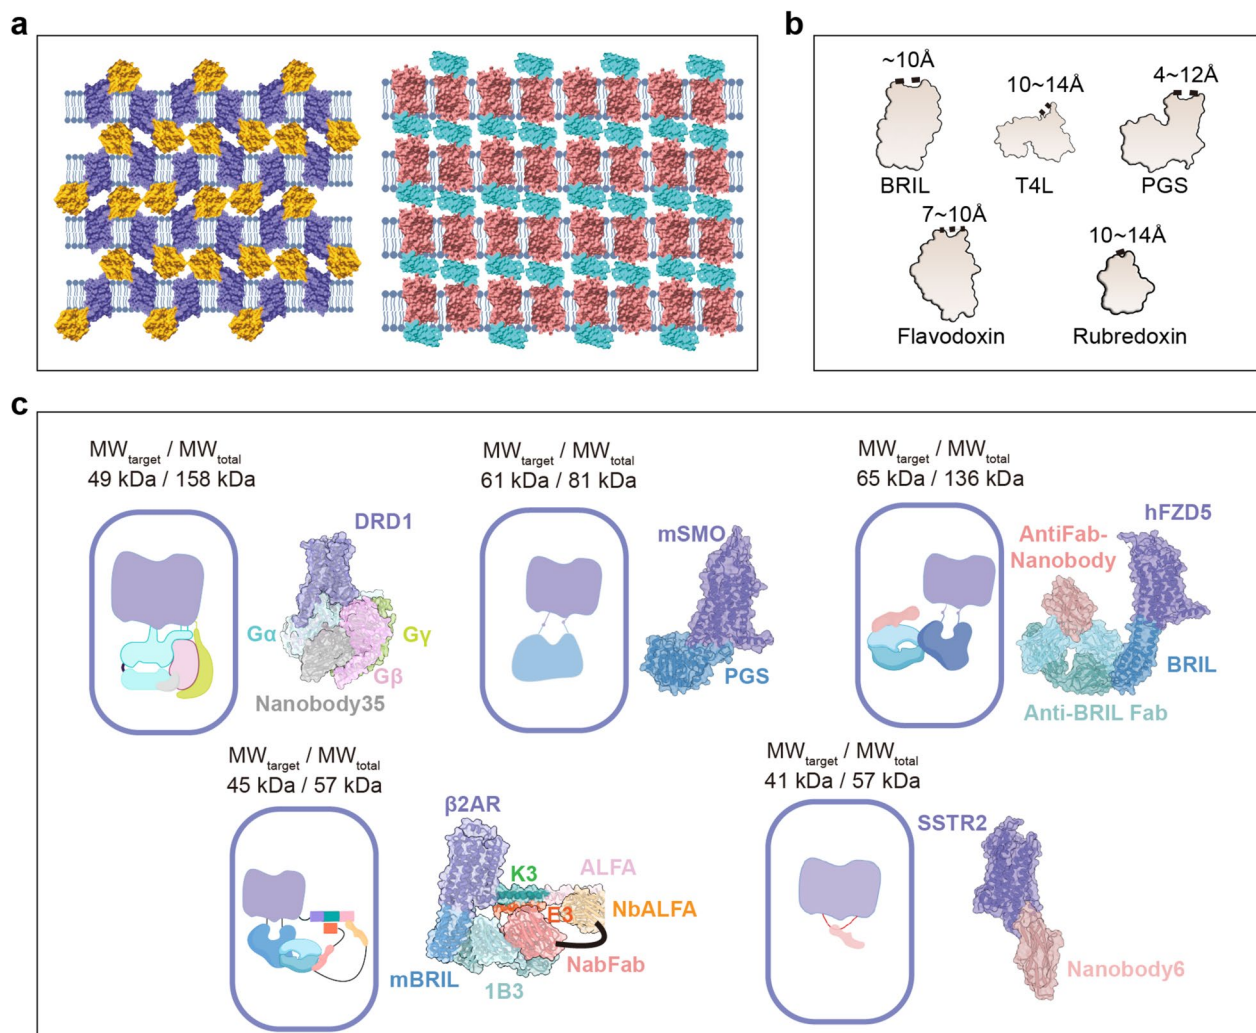 a
b
~10Å
10~14Å
4~12Å
BRIL
T4L
PGS
7~10Å
10~14Å
Flavodoxin
Rubredoxin
c
MWtarget / MWtotal
49 kDa / 158 kDa
DRD1
Gα
Gγ
Gβ
Nanobody35
MWtarget / MWtotal
61 kDa / 81 kDa
mSMO
PGS
MWtarget / MWtotal
65 kDa / 136 kDa
hFZD5
AntiFab-
Nanobody
BRIL
Anti-BRIL Fab
MWtarget / MWtotal
45 kDa / 57 kDa
β2AR
K3
ALFA
E3
NbALFA
NabFab
mBRIL
1B3
MWtarget / MWtotal
41 kDa / 57 kDa
SSTR2
Nanobody6